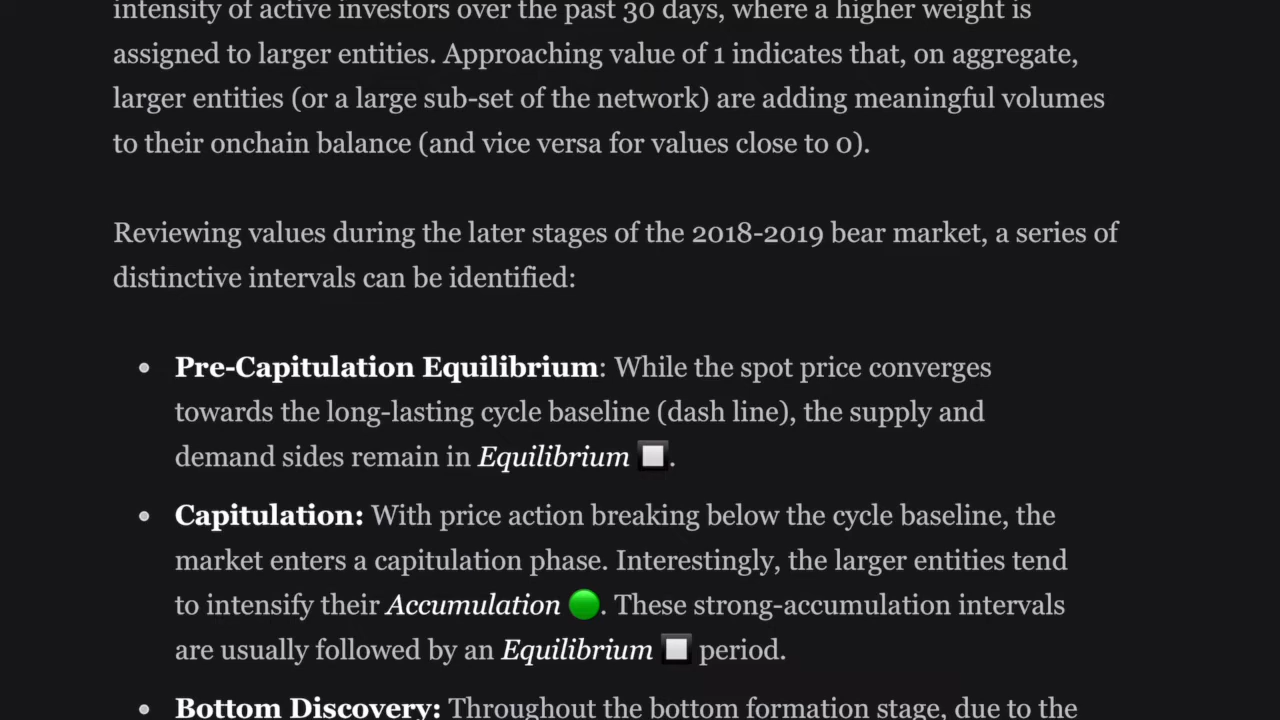 intensity of active investors over the past 30 days, where a higher weight is
assigned to larger entities. Approaching value of 1 indicates that, on aggregate,
larger entities (or a large sub-set of the network) are adding meaningful volumes
to their onchain balance (and vice versa for values close to 0).
Reviewing values during the later stages of the 2018-2019 bear market, a series of
distinctive intervals can be identified:
• Pre-Capitulation Equilibrium: While the spot price converges
towards the long-lasting cycle baseline (dash line), the supply and
demand sides remain in Equilibrium ⬜.
• Capitulation: With price action breaking below the cycle baseline, the
market enters a capitulation phase. Interestingly, the larger entities tend
to intensify their Accumulation 🟢. These strong-accumulation intervals
are usually followed by an Equilibrium ⬜ period.
• Bottom Discovery: Throughout the bottom formation stage, due to the